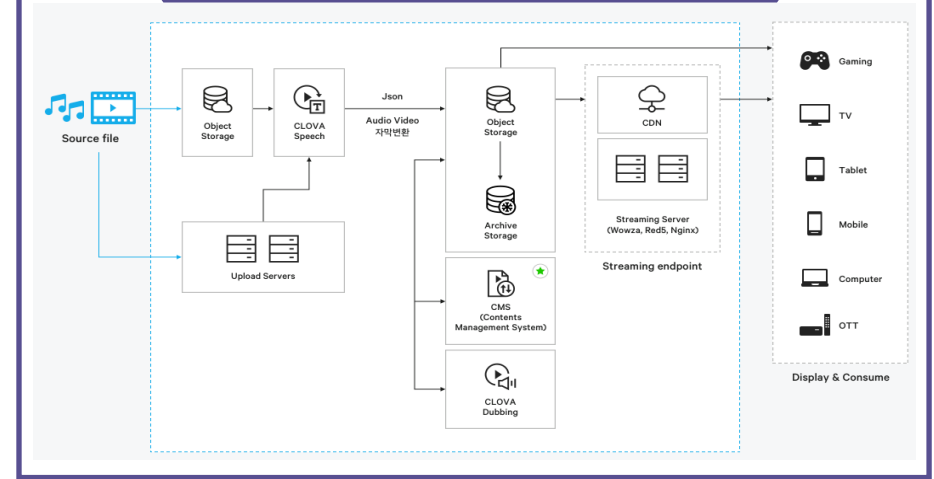 Source file
Object
Storage
CLOVA
Speech
T
Json
Audio Video
자막변환
Upload Servers
Object
Storage
Archive
Storage
CMS
(Contents
Management System)
CLOVA
Dubbing
CDN
Streaming Server
(Wowza, Red5, Nginx)
Streaming endpoint
Gaming
TV
Tablet
Mobile
Computer
OTT
Display & Consume